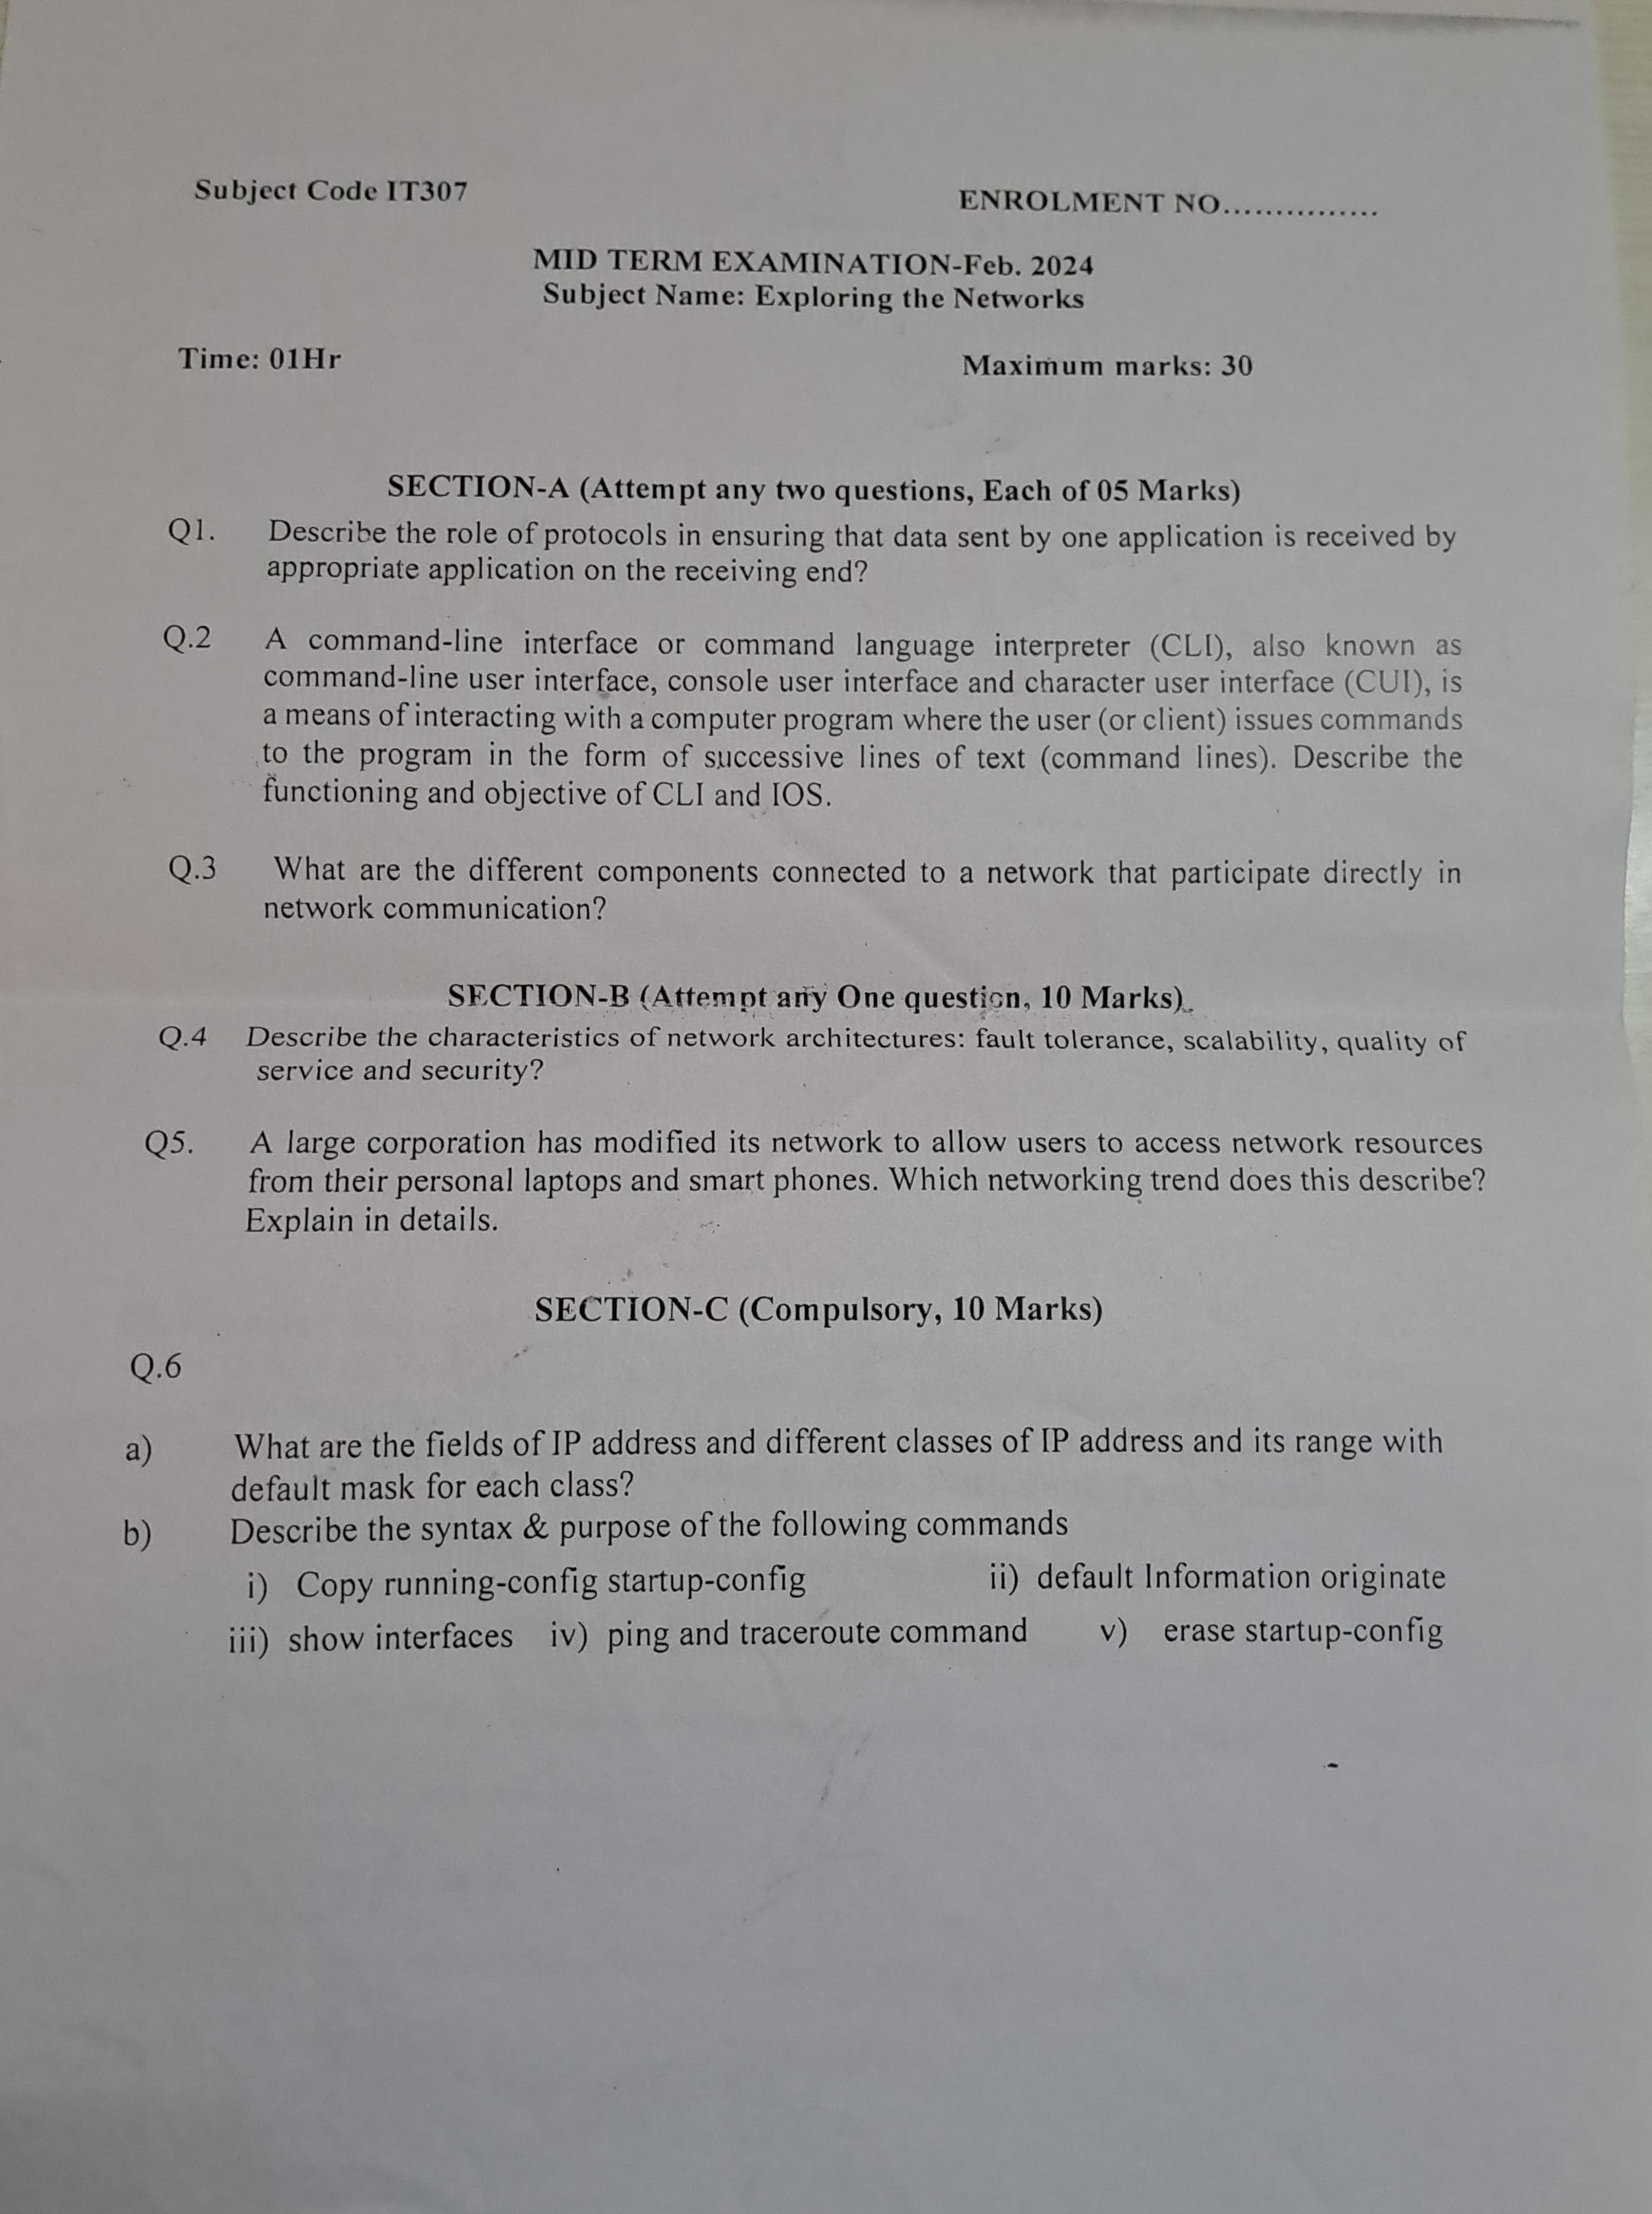 Subject Code IT307
ENROLMENT NO...............
MID TERM EXAMINATION-Feb. 2024
Subject Name: Exploring the Networks
Time: 01Hr
Maximum marks: 30
SECTION-A (Attempt any two questions, Each of 05 Marks)
Q1. Describe the role of protocols in ensuring that data sent by one application is received by
appropriate application on the receiving end?
Q.2 A command-line interface or command language interpreter (CLI), also known as
command-line user interface, console user interface and character user interface (CUI), is
a means of interacting with a computer program where the user (or client) issues commands
to the program in the form of successive lines of text (command lines). Describe the
functioning and objective of CLI and IOS.
Q.3 What are the different components connected to a network that participate directly in
network communication?
SECTION-B (Attempt any One question, 10 Marks)
Q.4 Describe the characteristics of network architectures: fault tolerance, scalability, quality of
service and security?
Q5. A large corporation has modified its network to allow users to access network resources
from their personal laptops and smart phones. Which networking trend does this describe?
Explain in details.
SECTION-C (Compulsory, 10 Marks)
Q.6
a) What are the fields of IP address and different classes of IP address and its range with
default mask for each class?
b) Describe the syntax & purpose of the following commands
i) Copy running-config startup-config ii) default Information originate
iii) show interfaces iv) ping and traceroute command v) erase startup-config